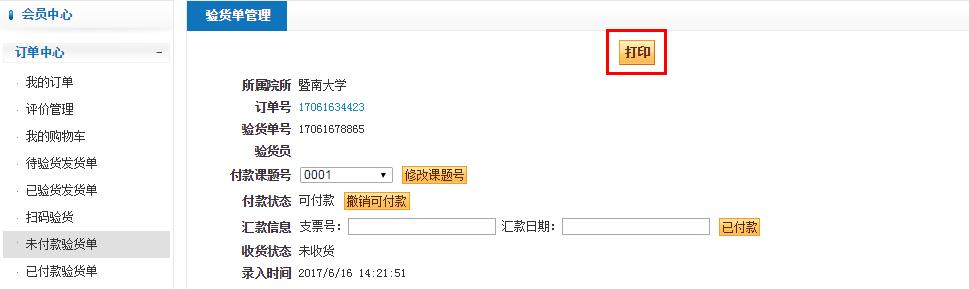 会员中心
订单中心
我的订单
评价管理
我的购物车
待验货发货单
已验货发货单
扫码验货
未付款验货单
已付款验货单
验货单管理
打印
所属院所 暨南大学
订单号 17061634423
验货单号 17061678865
验货员
付款课题号 0001 修改课题号
付款状态 可付款 撤销可付款
汇款信息 支票号： 汇款日期： 已付款
收货状态 未收货
录入时间 2017/6/16 14:21:51